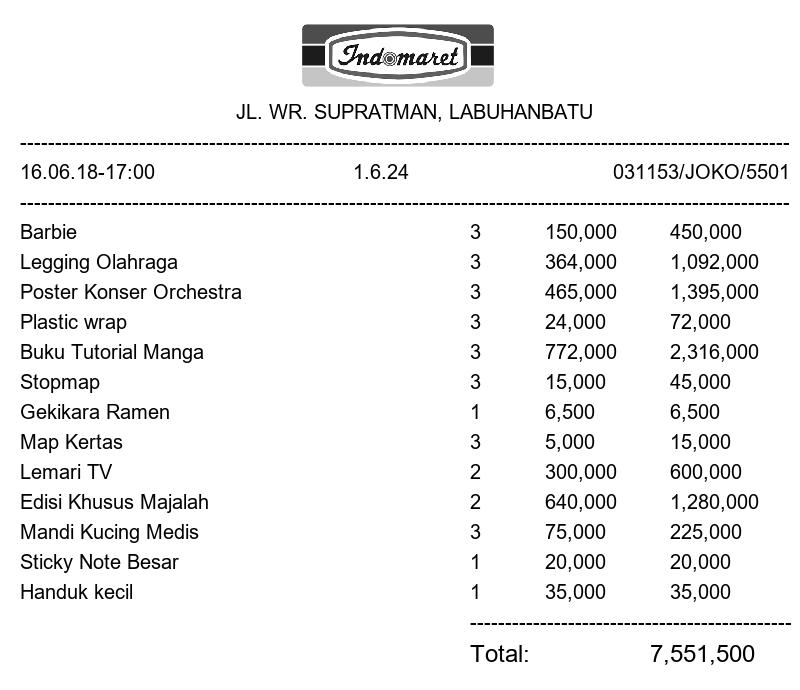 Indomaret
JL. WR. SUPRATMAN, LABUHANBATU
16.06.18-17:00 1.6.24 031153/JOKO/5501
Barbie 3 150,000 450,000
Legging Olahraga 3 364,000 1,092,000
Poster Konser Orchestra 3 465,000 1,395,000
Plastic wrap 3 24,000 72,000
Buku Tutorial Manga 3 772,000 2,316,000
Stopmap 3 15,000 45,000
Gekikara Ramen 1 6,500 6,500
Map Kertas 3 5,000 15,000
Lemari TV 2 300,000 600,000
Edisi Khusus Majalah 2 640,000 1,280,000
Mandi Kucing Medis 3 75,000 225,000
Sticky Note Besar 1 20,000 20,000
Handuk kecil 1 35,000 35,000
Total: 7,551,500